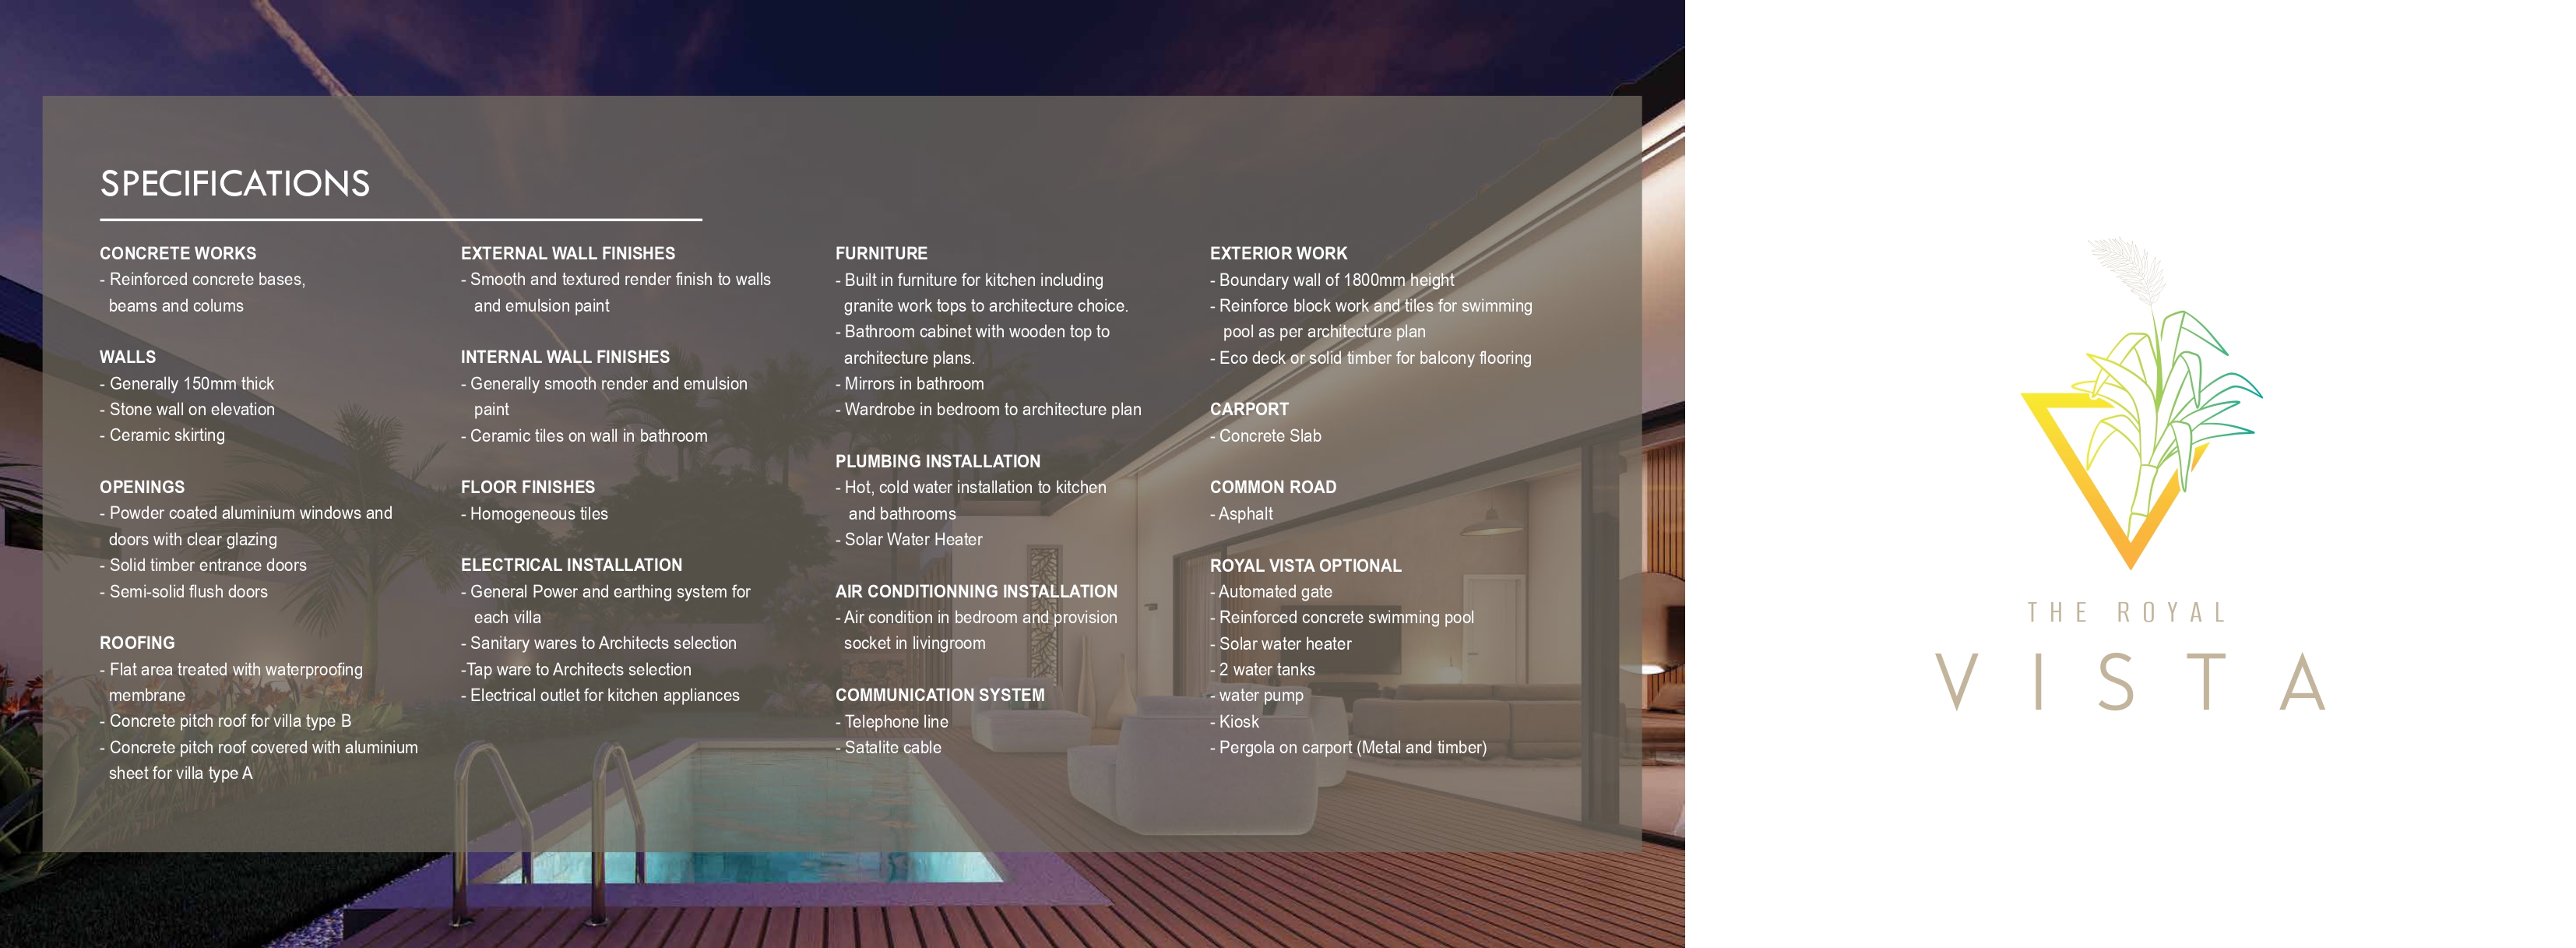 SPECIFICATIONS
CONCRETE WORKS
- Reinforced concrete bases,
beams and colums
WALLS
- Generally 150mm thick
- Stone wall on elevation
- Ceramic skirting
OPENINGS
- Powder coated aluminium windows and
doors with clear glazing
- Solid timber entrance doors
- Semi-solid flush doors
ROOFING
- Flat area treated with waterproofing
membrane
- Concrete pitch roof for villa type B
- Concrete pitch roof covered with aluminium
sheet for villa type A
EXTERNAL WALL FINISHES
- Smooth and textured render finish to walls
and emulsion paint
INTERNAL WALL FINISHES
- Generally smooth render and emulsion
paint
- Ceramic tiles on wall in bathroom
FLOOR FINISHES
- Homogeneous tiles
ELECTRICAL INSTALLATION
- General Power and earthing system for
each villa
- Sanitary wares to Architects selection
-Tap ware to Architects selection
- Electrical outlet for kitchen appliances
FURNITURE
- Built in furniture for kitchen including
granite work tops to architecture choice.
- Bathroom cabinet with wooden top to
architecture plans.
- Mirrors in bathroom
- Wardrobe in bedroom to architecture plan
PLUMBING INSTALLATION
- Hot, cold water installation to kitchen
and bathrooms
- Solar Water Heater
AIR CONDITIONNING INSTALLATION
- Air condition in bedroom and provision
socket in livingroom
COMMUNICATION SYSTEM
- Telephone line
- Satalite cable
EXTERIOR WORK
- Boundary wall of 1800mm height
- Reinforce block work and tiles for swimming
pool as per architecture plan
- Eco deck or solid timber for balcony flooring
CARPORT
- Concrete Slab
COMMON ROAD
- Asphalt
ROYAL VISTA OPTIONAL
- Automated gate
- Reinforced concrete swimming pool
- Solar water heater
- 2 water tanks
- water pump
- Kiosk
- Pergola on carport (Metal and timber)
THE ROYAL
VISTA